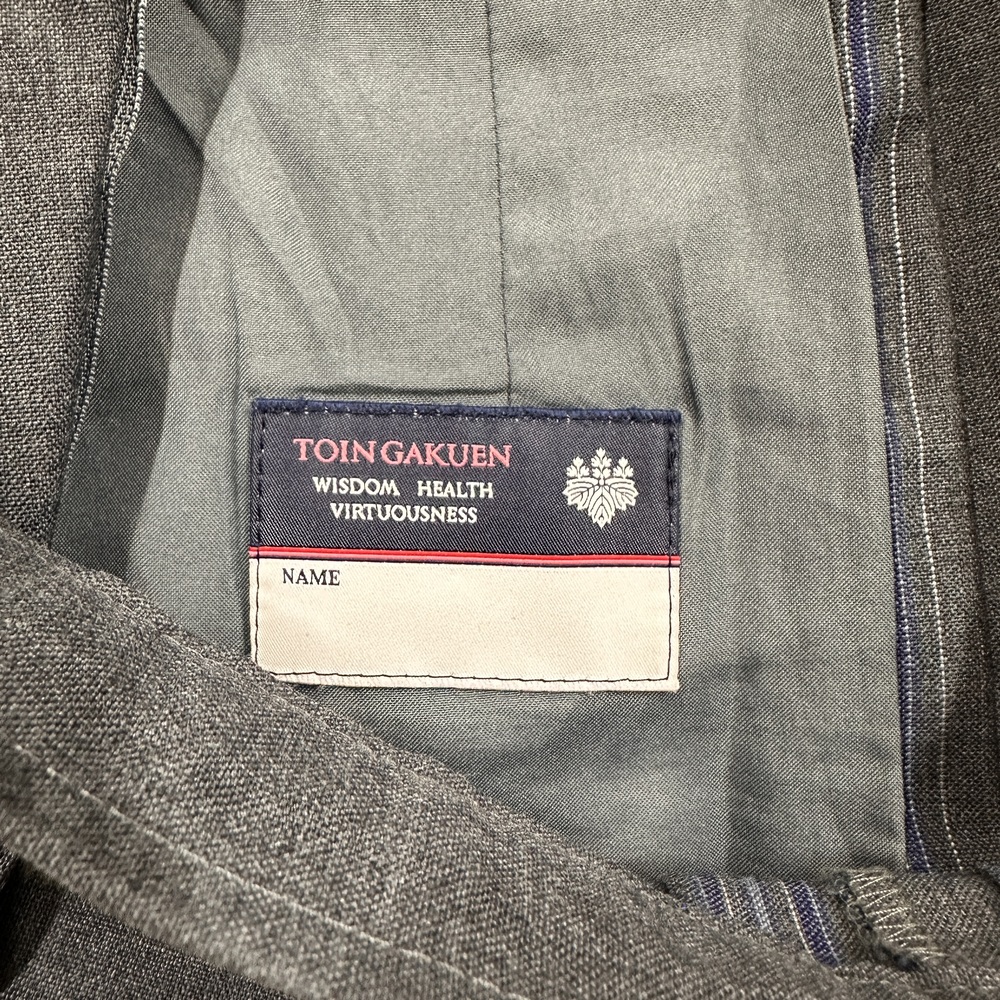 TOIN GAKUEN
WISDOM HEALTH
VIRTUOUSNESS
NAME